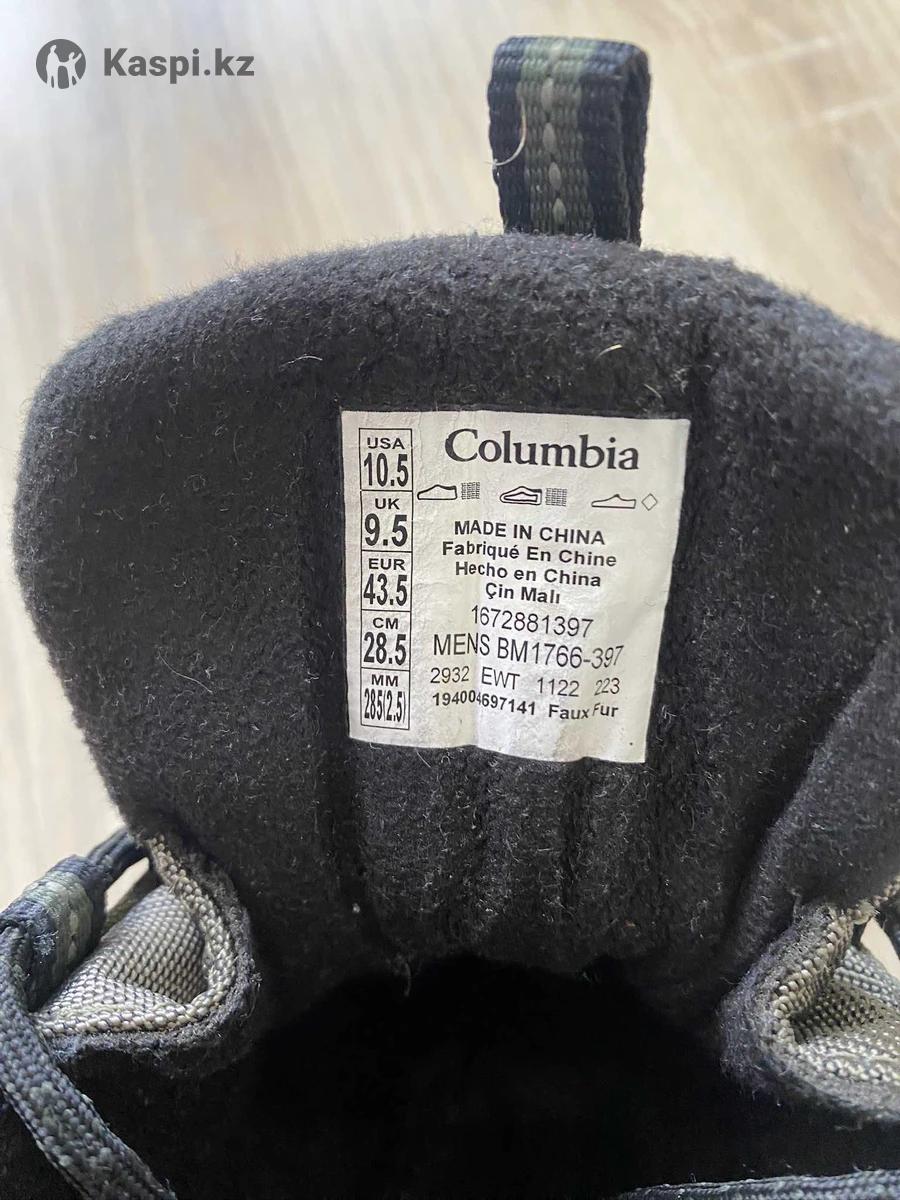 Kaspi.kz
USA
10.5
UK
9.5
EUR
43.5
CM
28.5
MM
285(2.5)
Columbia
MADE IN CHINA
Fabriqué En Chine
Hecho en China
Çin Malı
1672881397
MENS BM1766-397
2932 EWT 1122 223
194004697141 Faux Fur